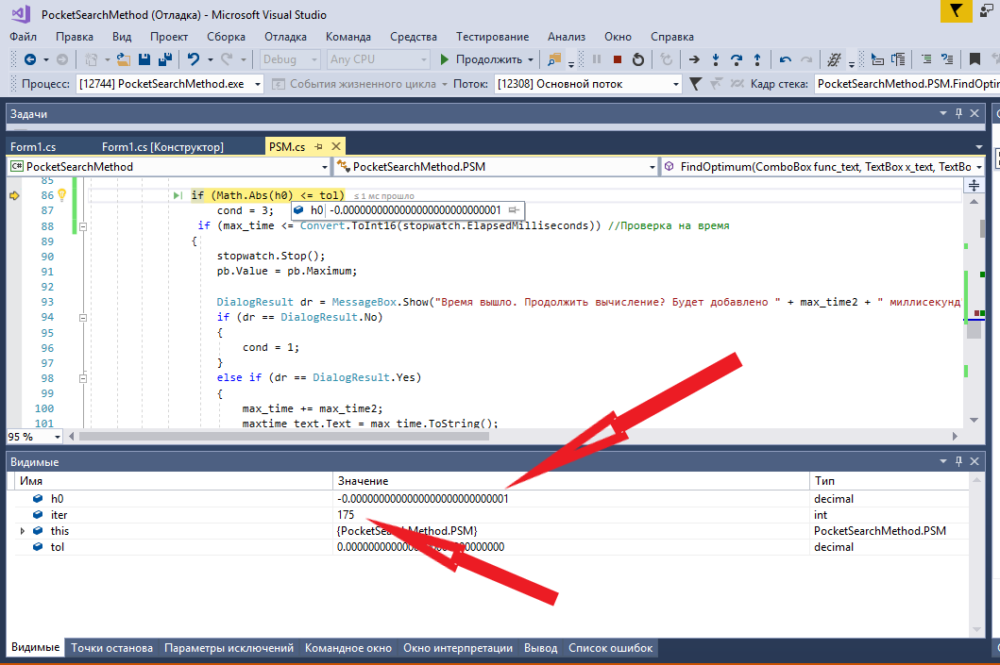 PocketSearchMethod (Отладка) - Microsoft Visual Studio
Файл Правка Вид Проект Сборка Отладка Команда Средства Тестирование Анализ Окно Справка
Debug Any CPU Продолжить
Процесс: [12744] PocketSearchMethod.exe События жизненного цикла Поток: [12308] Основной поток Кадр стека: PocketSearchMethod.PSM.FindOptim
Задачи
Form1.cs Form1.cs [Конструктор] PSM.cs
C# PocketSearchMethod PocketSearchMethod.PSM FindOptimum(ComboBox func_text, TextBox x_text, TextBo
85
86 if (Math.Abs(h0) <= tol) ≤ 1 мс прошло
87 cond = 3; h0 -0.0000000000000000000000000001
88 if (max_time <= Convert.ToInt16(stopwatch.ElapsedMilliseconds)) //Проверка на время
89 {
90 stopwatch.Stop();
91 pb.Value = pb.Maximum;
92
93 DialogResult dr = MessageBox.Show("Время вышло. Продолжить вычисление? Будет добавлено " + max_time2 + " миллисекунд
94 if (dr == DialogResult.No)
95 {
96 cond = 1;
97 }
98 else if (dr == DialogResult.Yes)
99 {
100 max_time += max_time2;
101 maxtime_text.Text = max_time.ToString();
95 %
Видимые
Имя Значение Тип
h0 -0.0000000000000000000000000001 decimal
iter 175 int
this {PocketSearchMethod.PSM} PocketSearchMethod.PSM
tol decimal
Видимые Точки останова Параметры исключений Командное окно Окно интерпретации Вывод Список ошибок